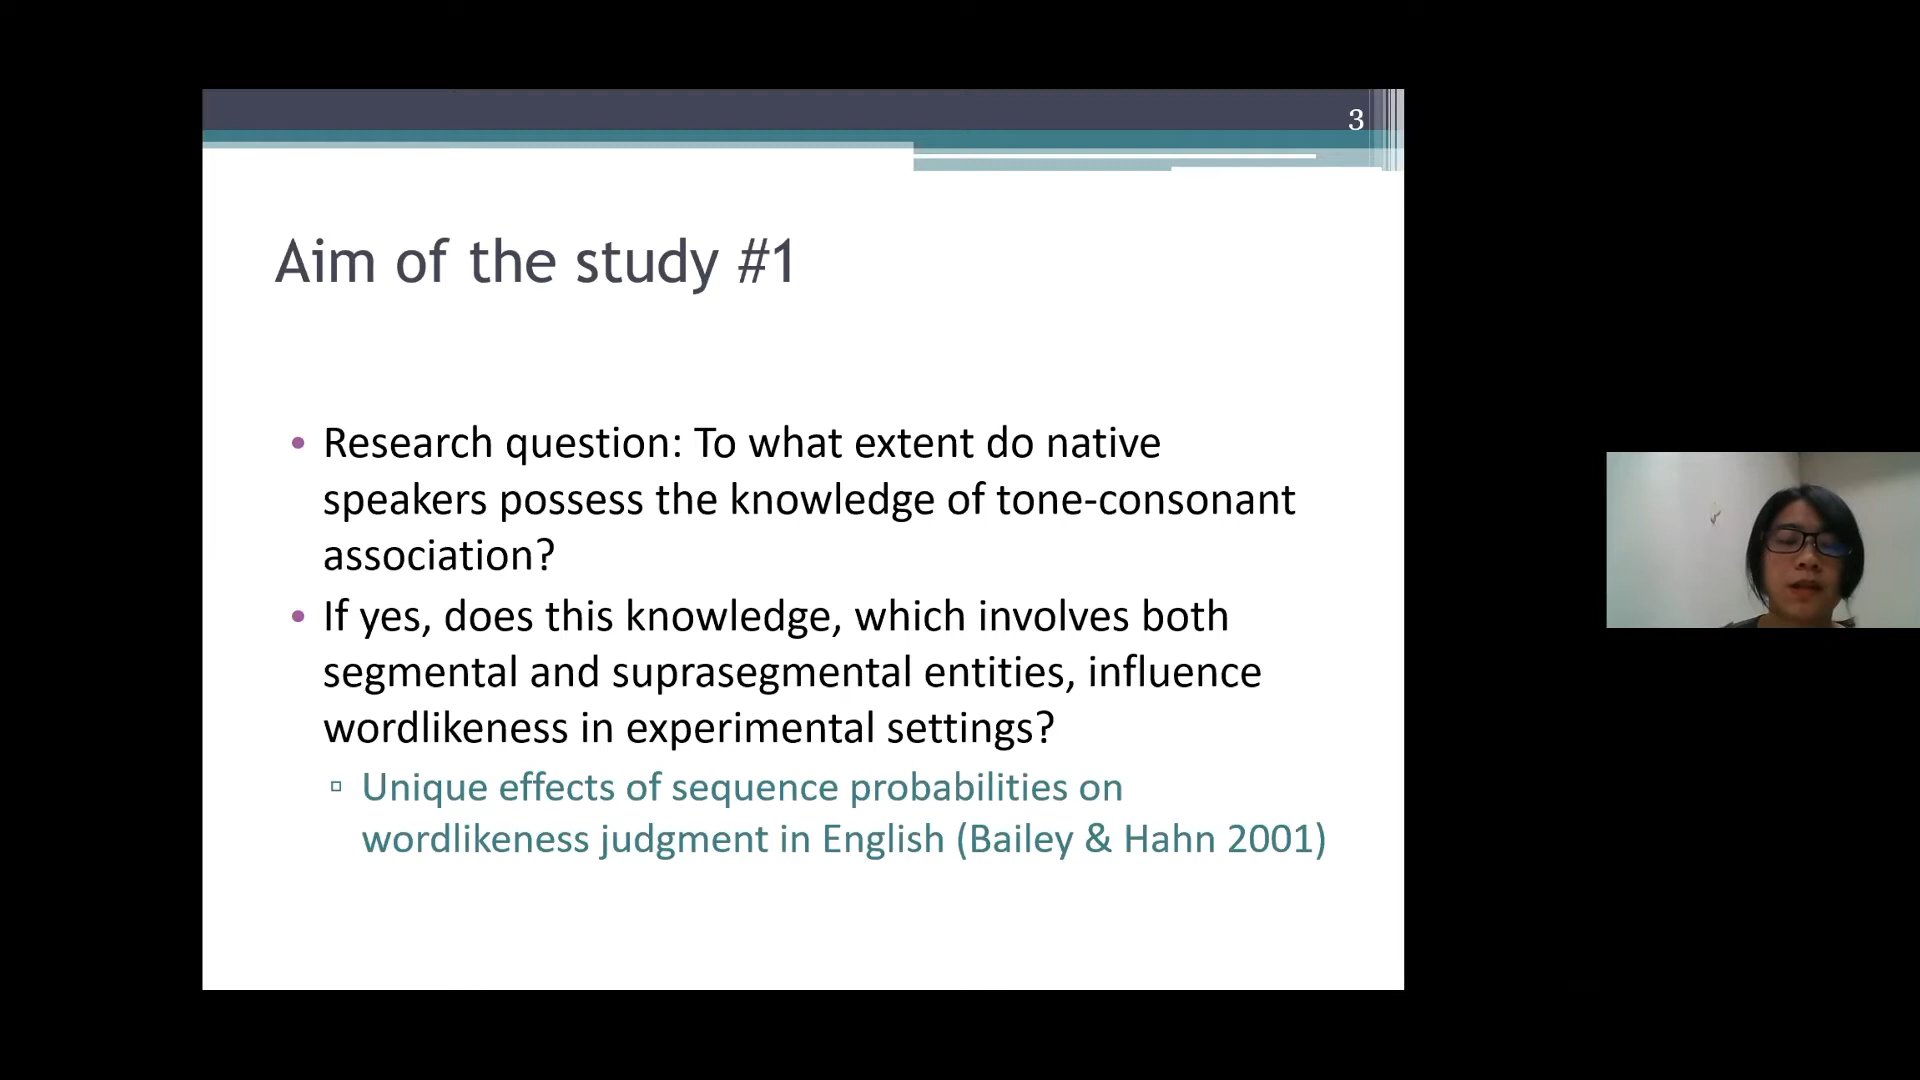 3
Aim of the study #1
• Research question: To what extent do native
speakers possess the knowledge of tone-consonant
association?
• If yes, does this knowledge, which involves both
segmental and suprasegmental entities, influence
wordlikeness in experimental settings?
▫ Unique effects of sequence probabilities on
wordlikeness judgment in English (Bailey & Hahn 2001)